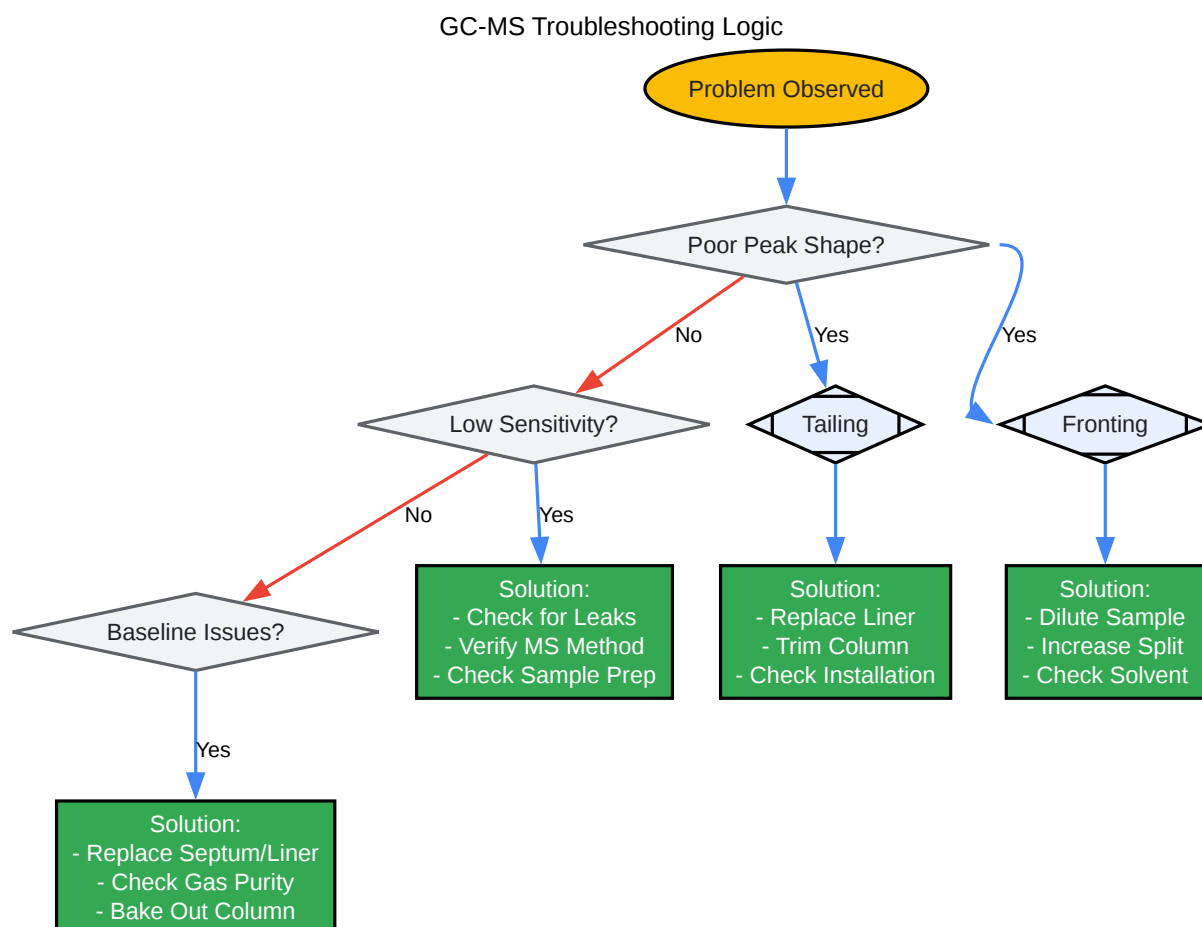 GC-MS Troubleshooting Logic
Problem Observed
Poor Peak Shape?
No
Yes
Yes
Low Sensitivity?
Tailing
Fronting
No
Yes
Solution:
- Check for Leaks
- Verify MS Method
- Check Sample Prep
Solution:
- Replace Liner
- Trim Column
- Check Installation
Solution:
- Dilute Sample
- Increase Split
- Check Solvent
Baseline Issues?
Yes
Solution:
- Replace Septum/Liner
- Check Gas Purity
- Bake Out Column